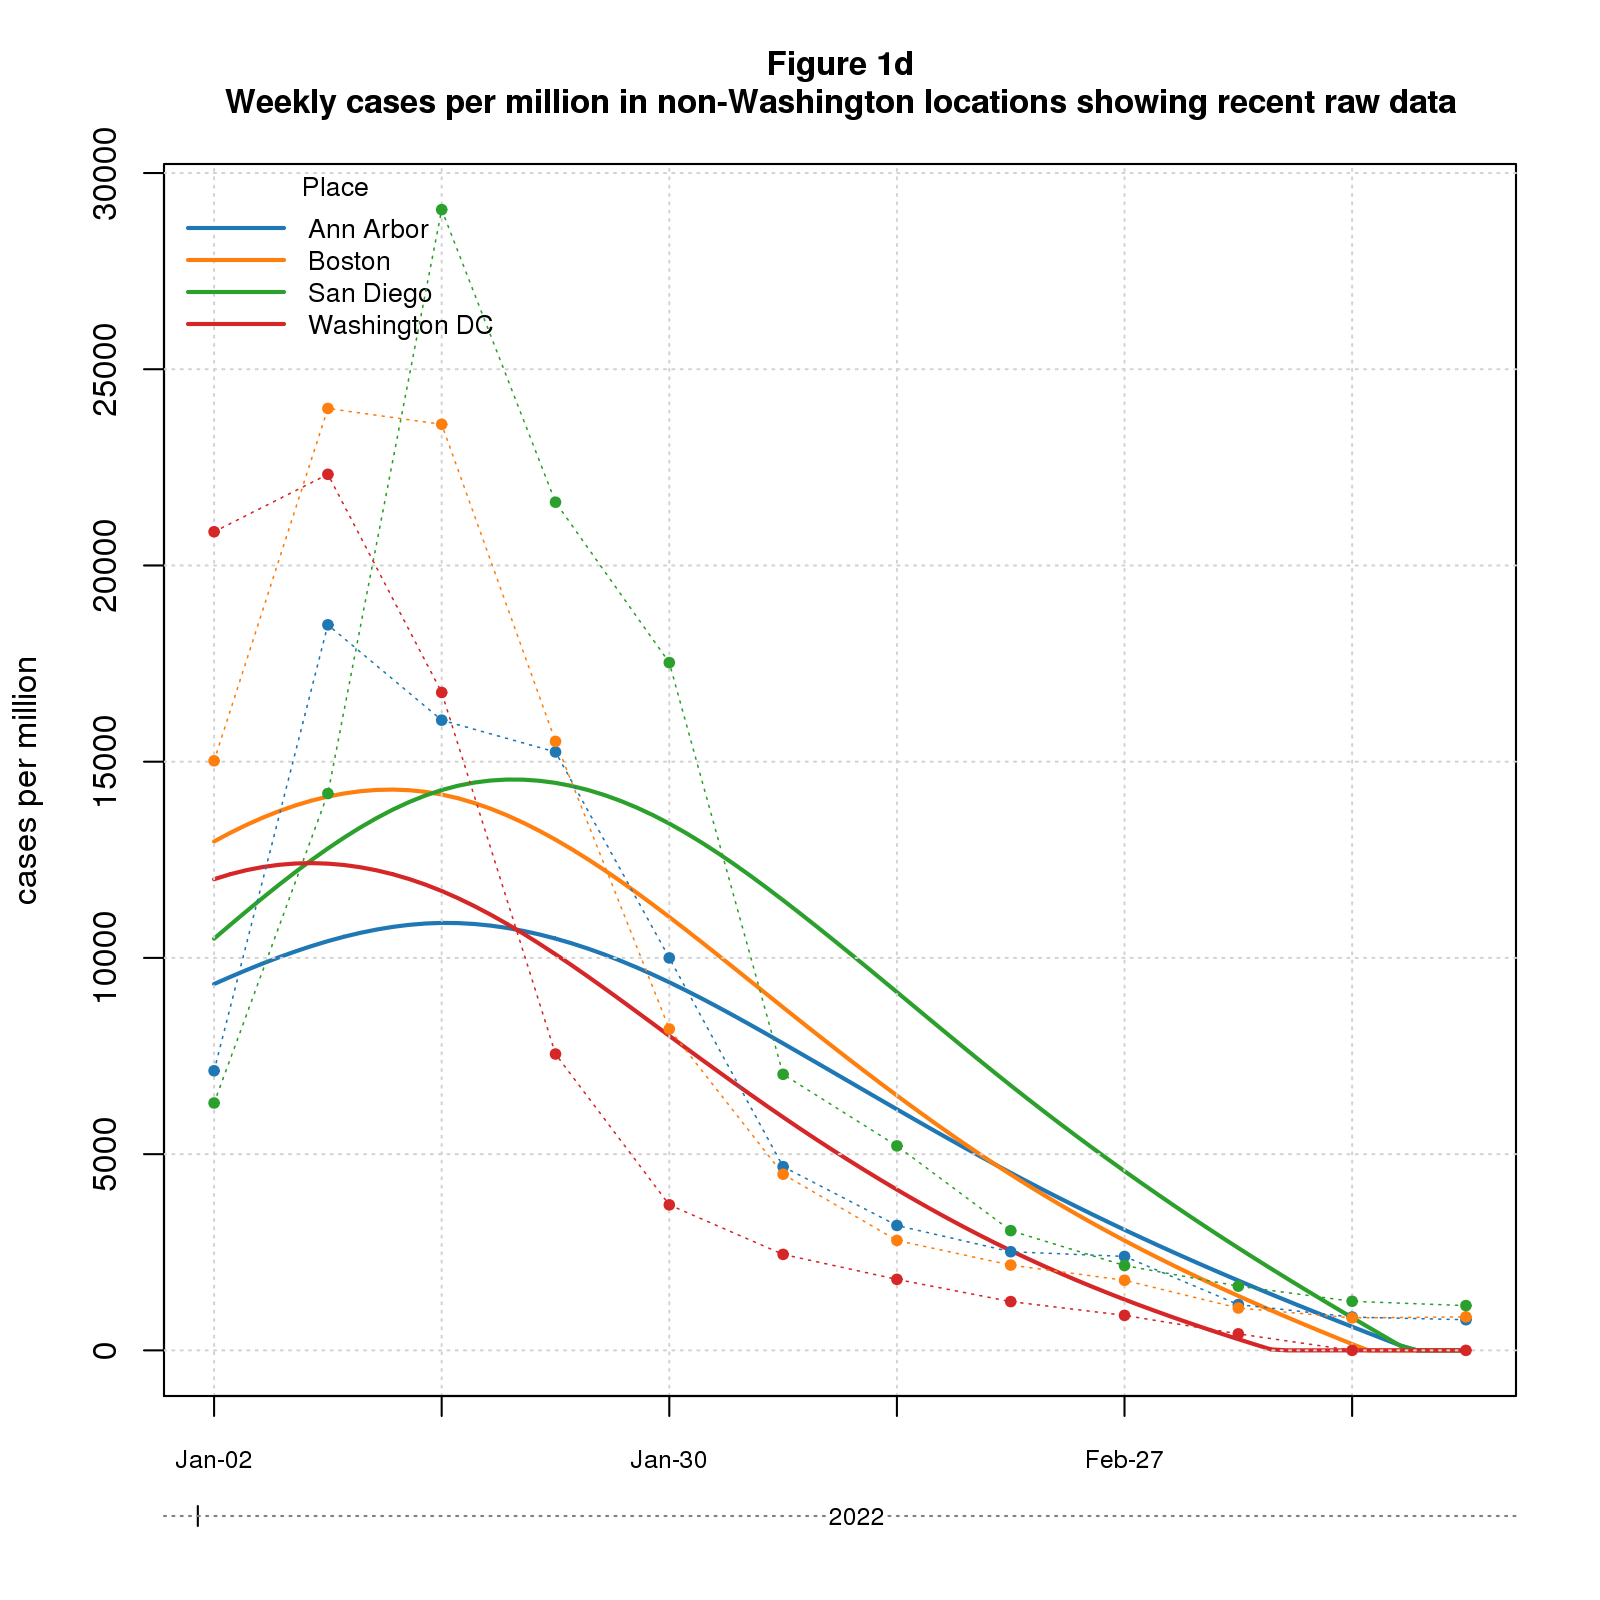 Figure 1d
Weekly cases per million in non-Washington locations showing recent raw data
cases per million
30000
25000
20000
15000
10000
5000
0
Place
Ann Arbor
Boston
San Diego
Washington DC
Jan-02
Jan-30
Feb-27
2022